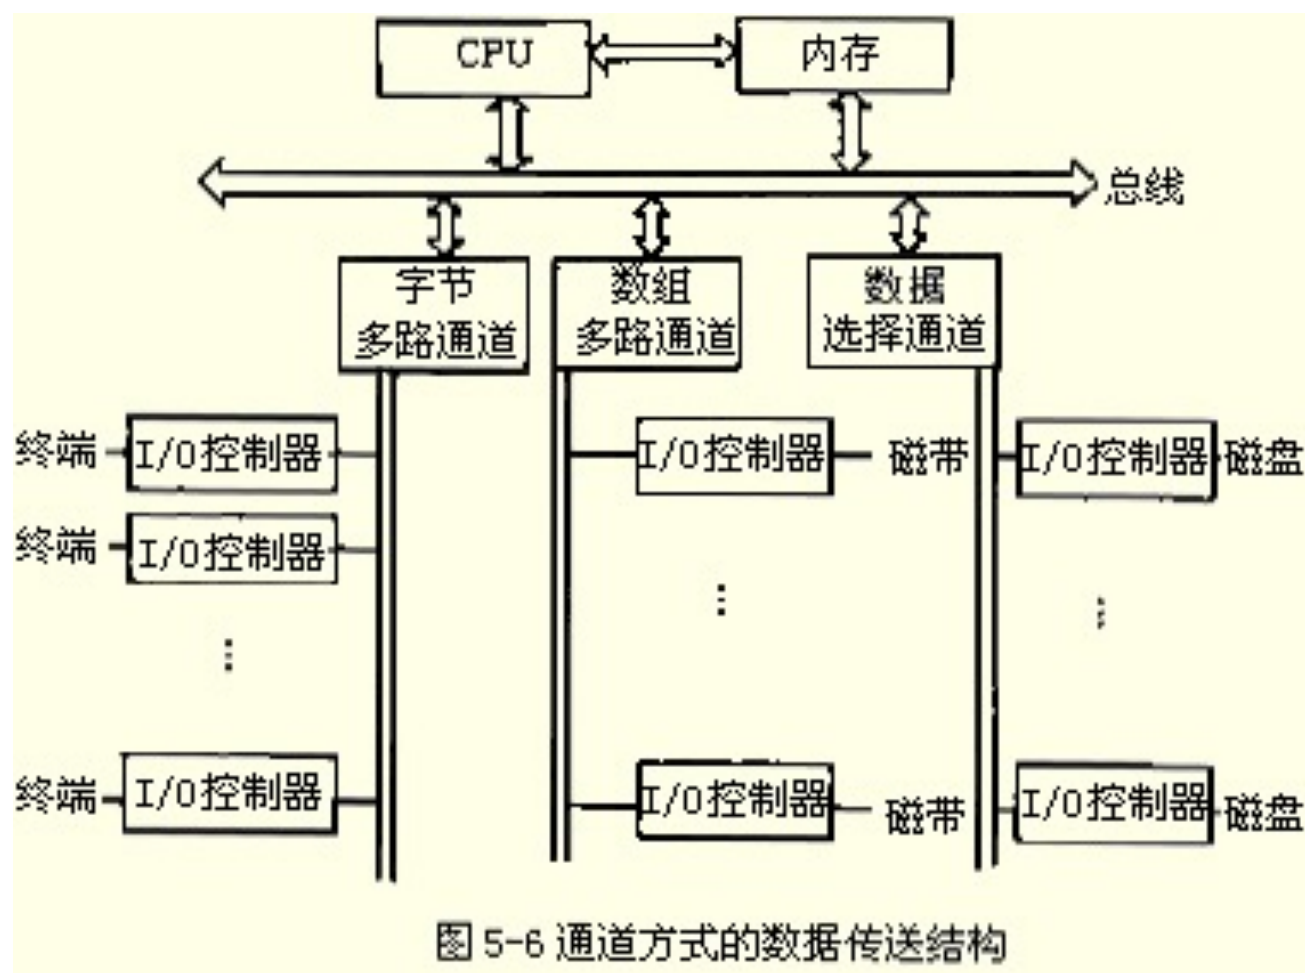 CPU
内存
总线
字节
多路通道
数组
多路通道
数据
选择通道
终端 I/O控制器
I/O控制器 磁带
I/O控制器 磁盘
终端 I/O控制器
⋮
⋮
⋮
终端 I/O控制器
I/O控制器 磁带
I/O控制器 磁盘
图 5-6 通道方式的数据传送结构